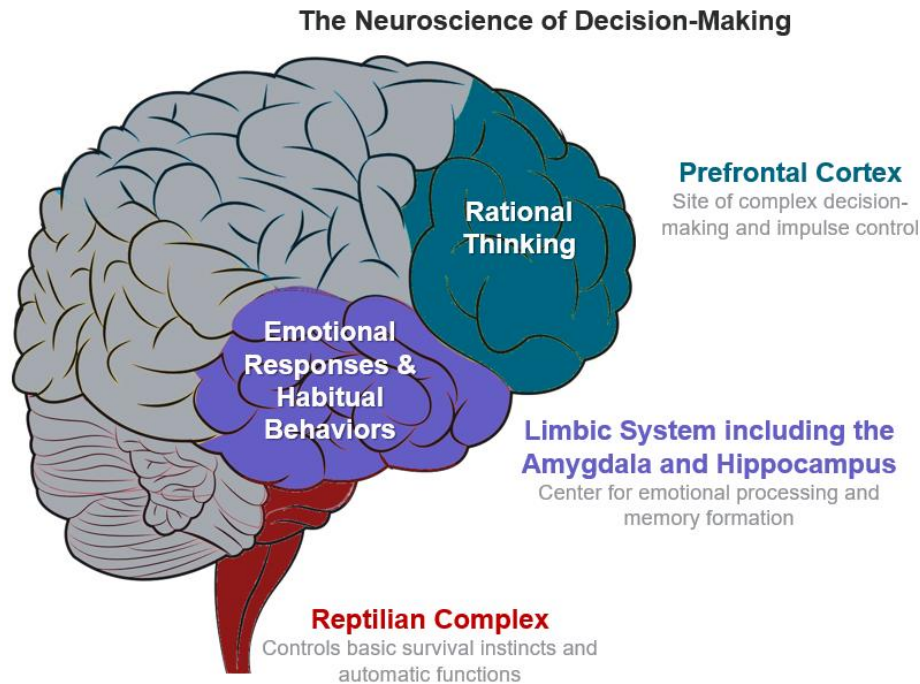 The Neuroscience of Decision-Making
Prefrontal Cortex
Site of complex decision-
making and impulse control
Rational
Thinking
Emotional
Responses &
Habitual
Behaviors
Limbic System including the
Amygdala and Hippocampus
Center for emotional processing and
memory formation
Reptilian Complex
Controls basic survival instincts and
automatic functions